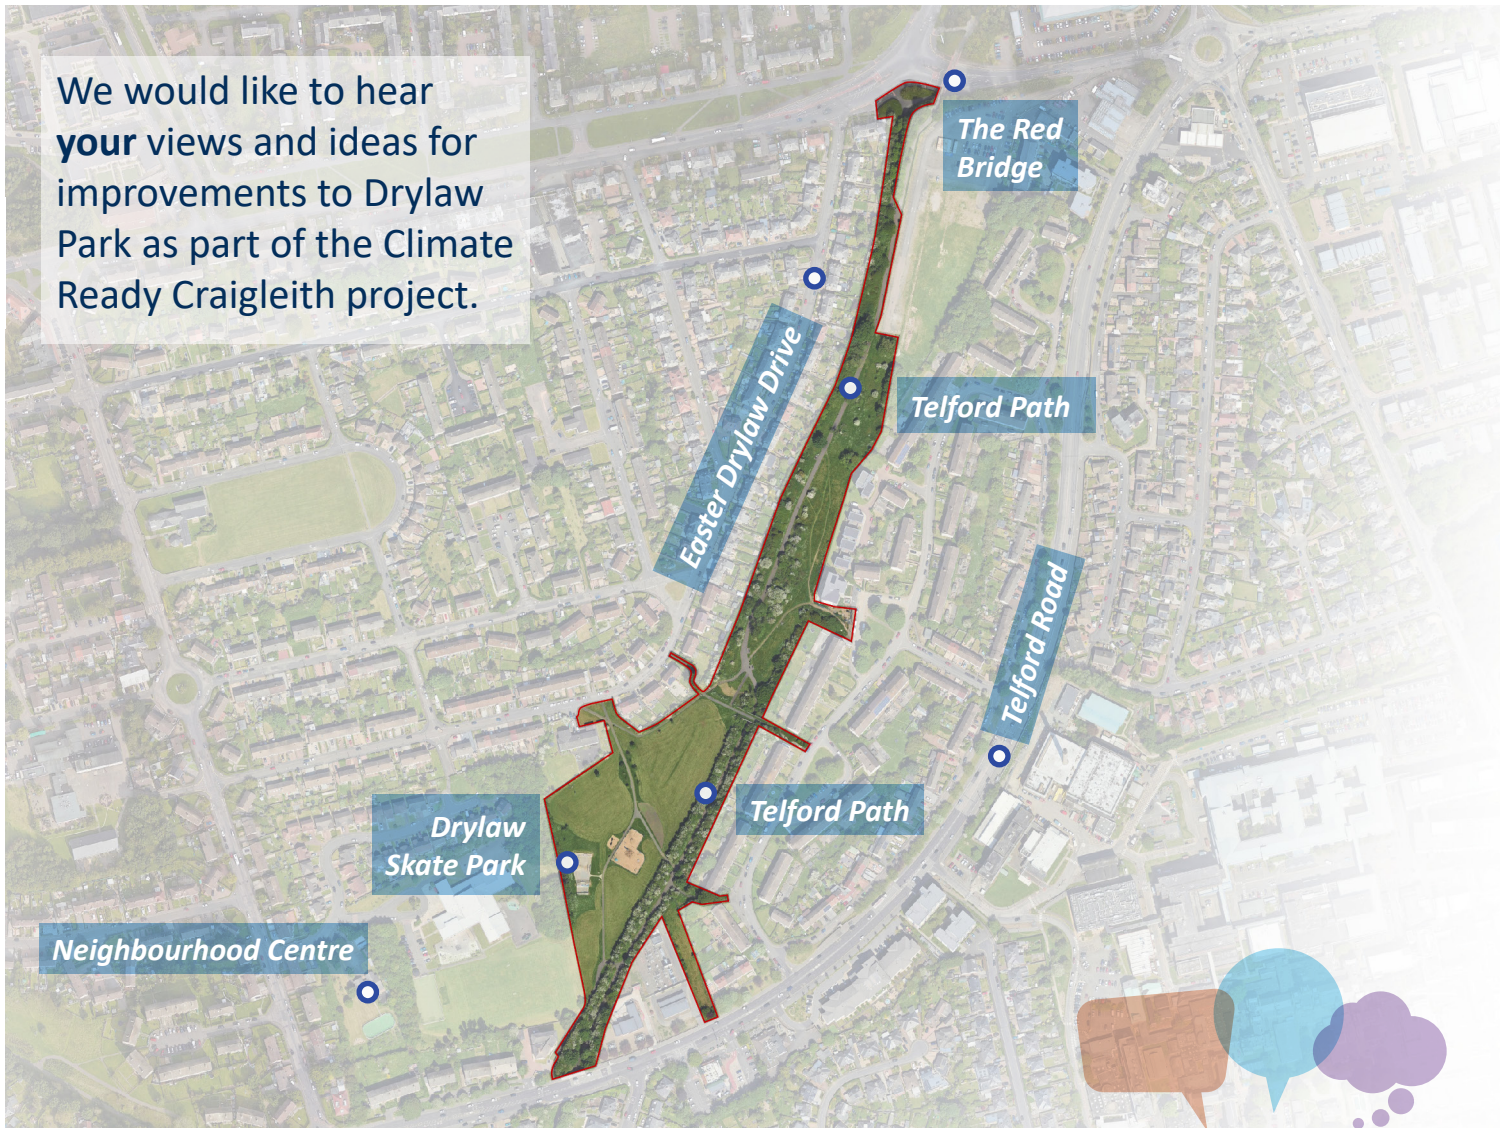 We would like to hear
your views and ideas for
improvements to Drylaw
Park as part of the Climate
Ready Craigleith project.
The Red
Bridge
Easter Drylaw Drive
Telford Path
Telford Road
Telford Path
Drylaw
Skate Park
Neighbourhood Centre